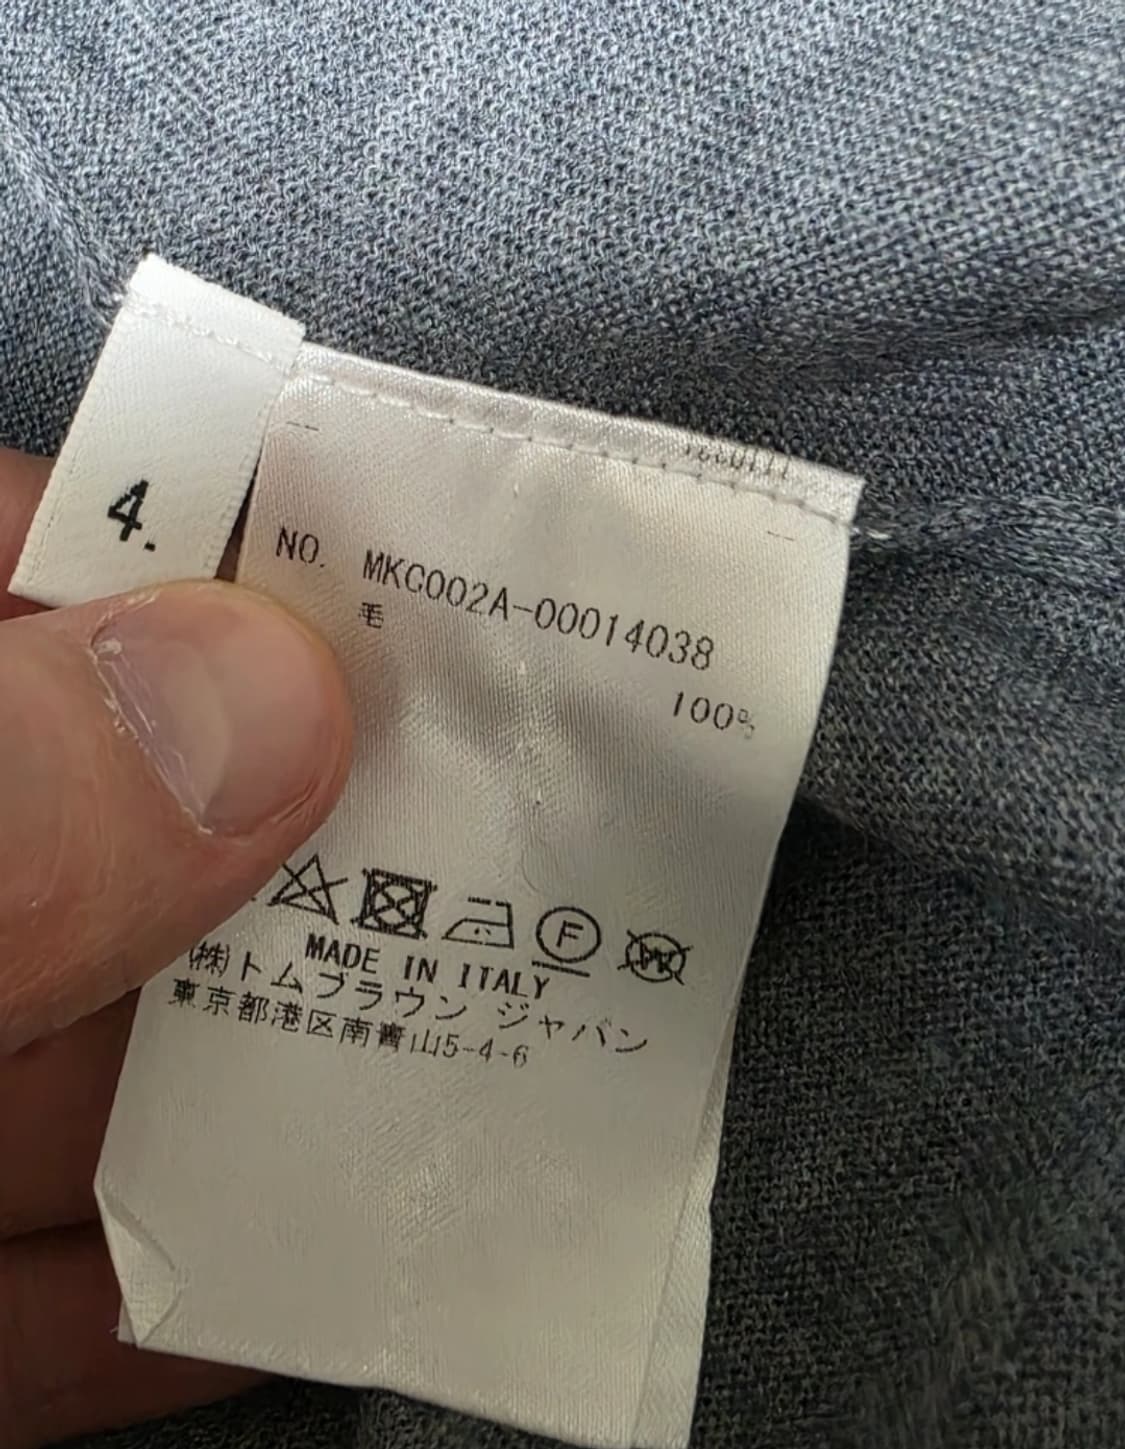 4.
NO. MKC002A-00014038
毛
100%
F
MADE IN ITALY
(株)トムブラウン ジャパン
東京都港区南青山5-4-6